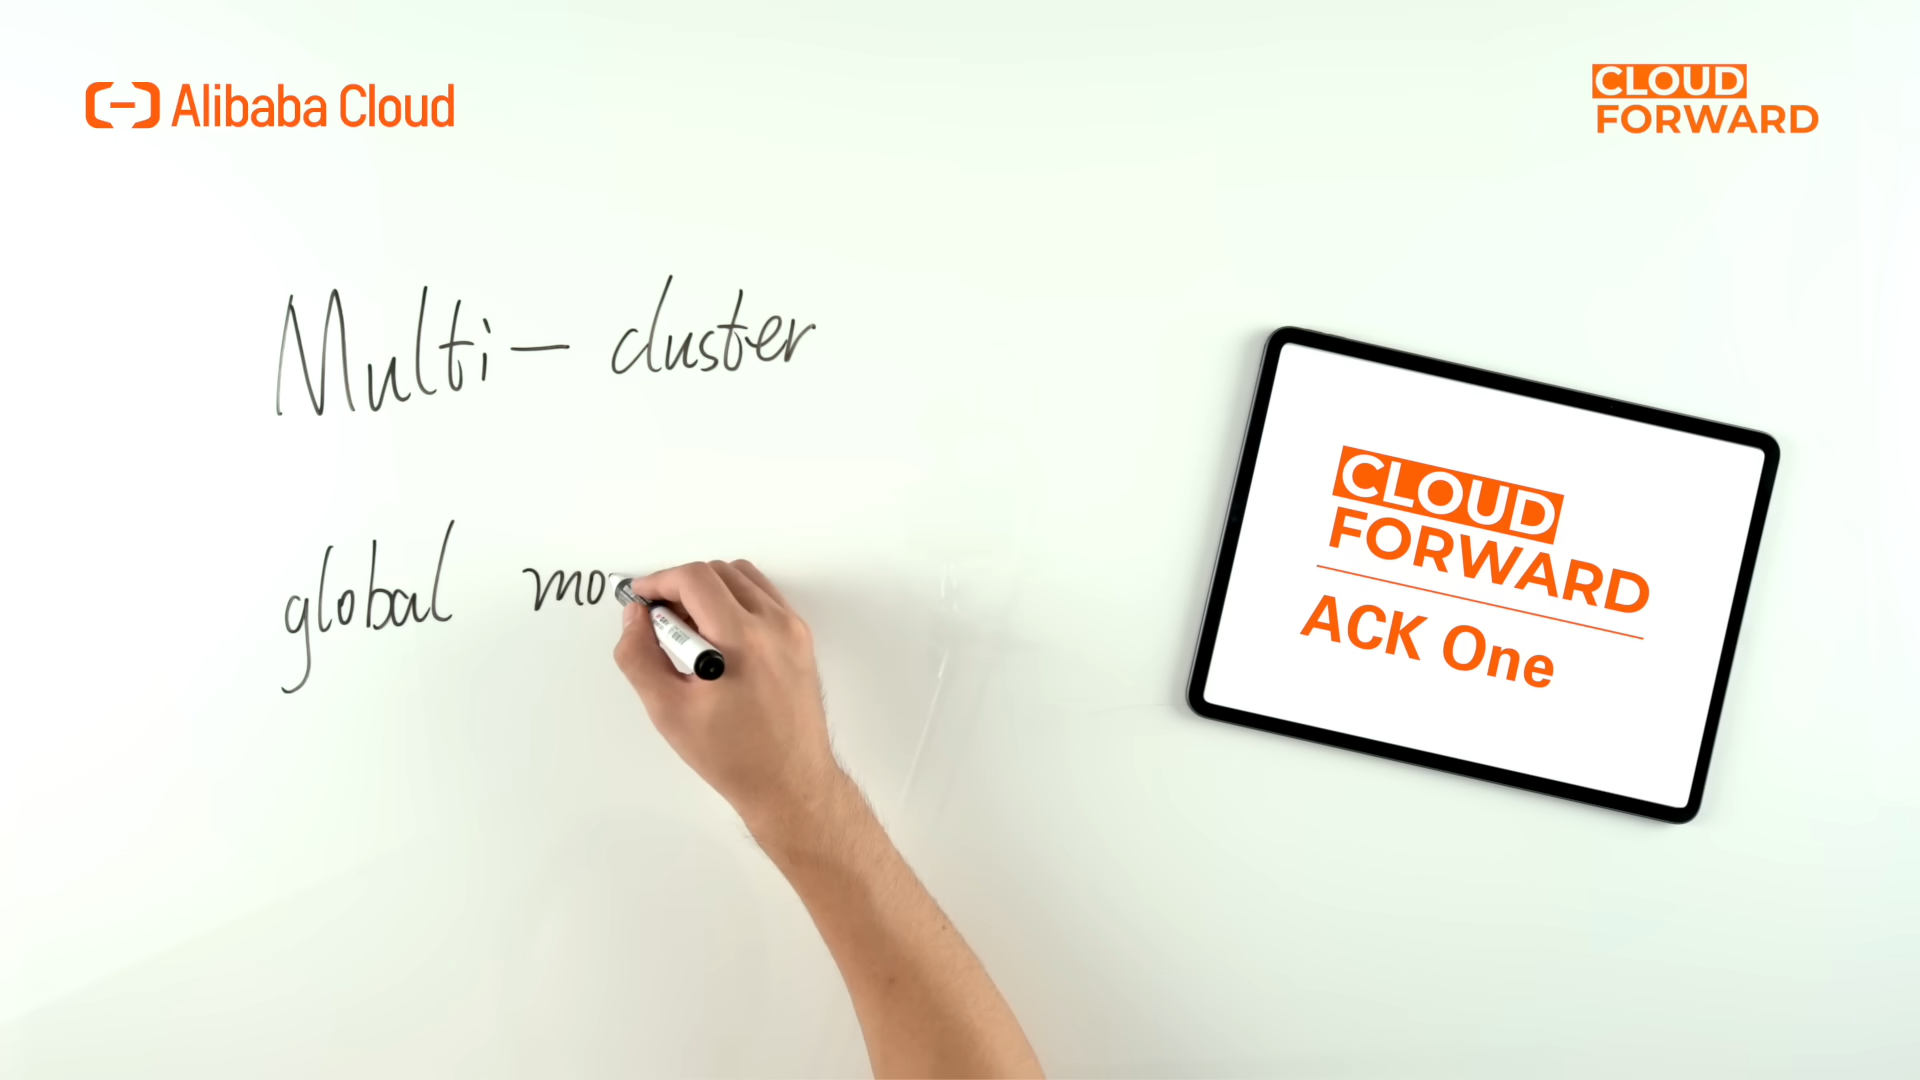 Alibaba Cloud
CLOUD
FORWARD
Multi-cluster
global mo
CLOUD
FORWARD
ACK One